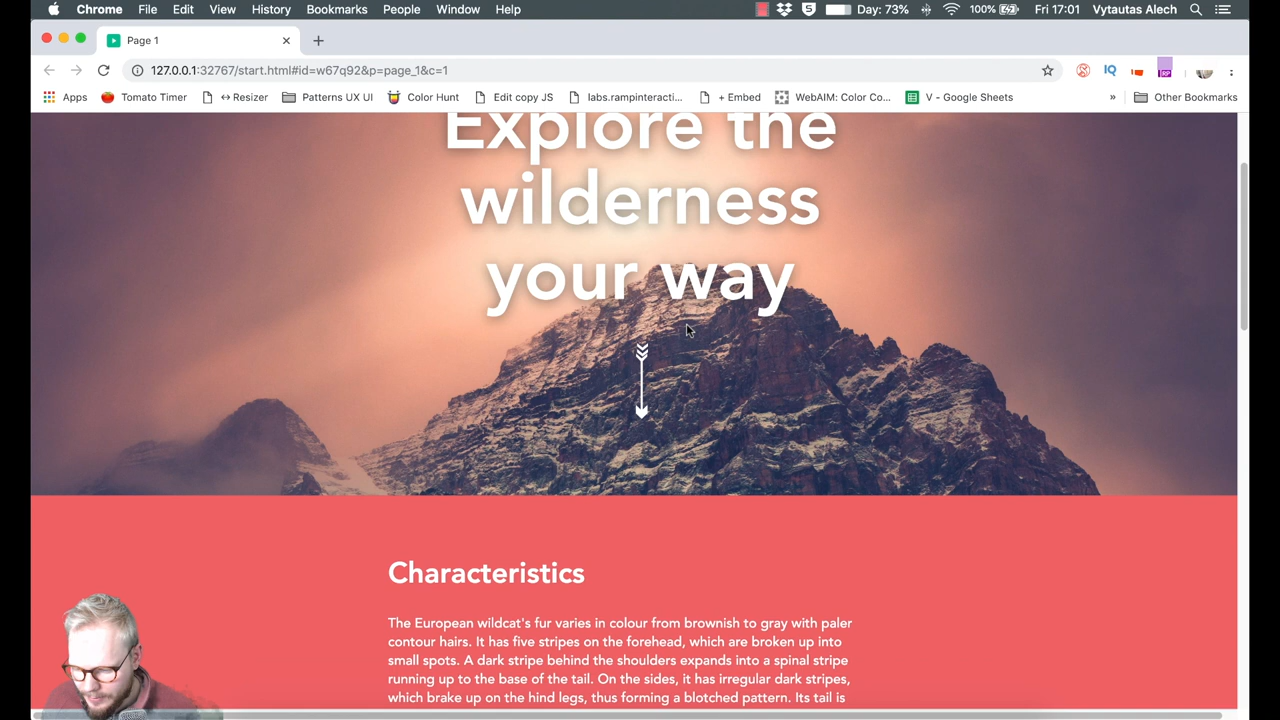 Chrome File Edit View History Bookmarks People Window Help Day: 73% 100% Fri 17:01 Vytautas Alech
Page 1
127.0.0.1:32767/start.html#id=w67q92&p=page_1&c=1
Apps Tomato Timer ↔Resizer Patterns UX UI Color Hunt Edit copy JS labs.rampinteracti... + Embed WebAIM: Color Co... V - Google Sheets » Other Bookmarks
Explore the
wilderness
your way
Characteristics
The European wildcat's fur varies in colour from brownish to gray with paler
contour hairs. It has five stripes on the forehead, which are broken up into
small spots. A dark stripe behind the shoulders expands into a spinal stripe
running up to the base of the tail. On the sides, it has irregular dark stripes,
which brake up on the hind legs, thus forming a blotched pattern. Its tail is